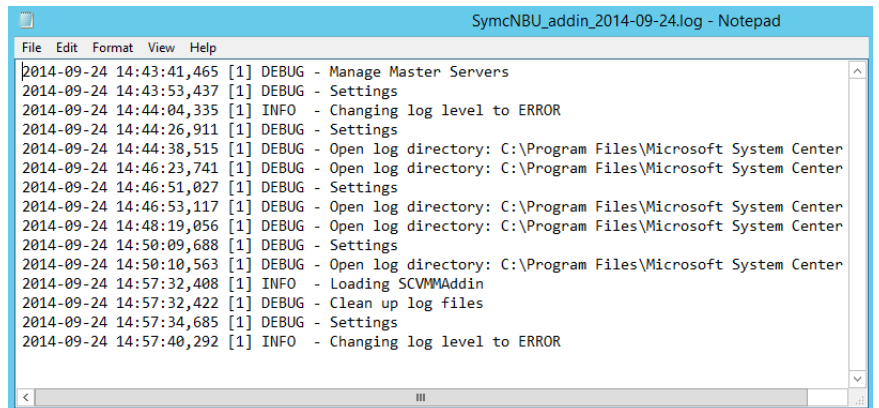 SymcNBU_addin_2014-09-24.log - Notepad
File Edit Format View Help
2014-09-24 14:43:41,465 [1] DEBUG - Manage Master Servers
2014-09-24 14:43:53,437 [1] DEBUG - Settings
2014-09-24 14:44:04,335 [1] INFO  - Changing log level to ERROR
2014-09-24 14:44:26,911 [1] DEBUG - Settings
2014-09-24 14:44:38,515 [1] DEBUG - Open log directory: C:\Program Files\Microsoft System Center
2014-09-24 14:46:23,741 [1] DEBUG - Open log directory: C:\Program Files\Microsoft System Center
2014-09-24 14:46:51,027 [1] DEBUG - Settings
2014-09-24 14:46:53,117 [1] DEBUG - Open log directory: C:\Program Files\Microsoft System Center
2014-09-24 14:48:19,056 [1] DEBUG - Open log directory: C:\Program Files\Microsoft System Center
2014-09-24 14:50:09,688 [1] DEBUG - Settings
2014-09-24 14:50:10,563 [1] DEBUG - Open log directory: C:\Program Files\Microsoft System Center
2014-09-24 14:57:32,408 [1] INFO  - Loading SCVMMAddin
2014-09-24 14:57:32,422 [1] DEBUG - Clean up log files
2014-09-24 14:57:34,685 [1] DEBUG - Settings
2014-09-24 14:57:40,292 [1] INFO  - Changing log level to ERROR